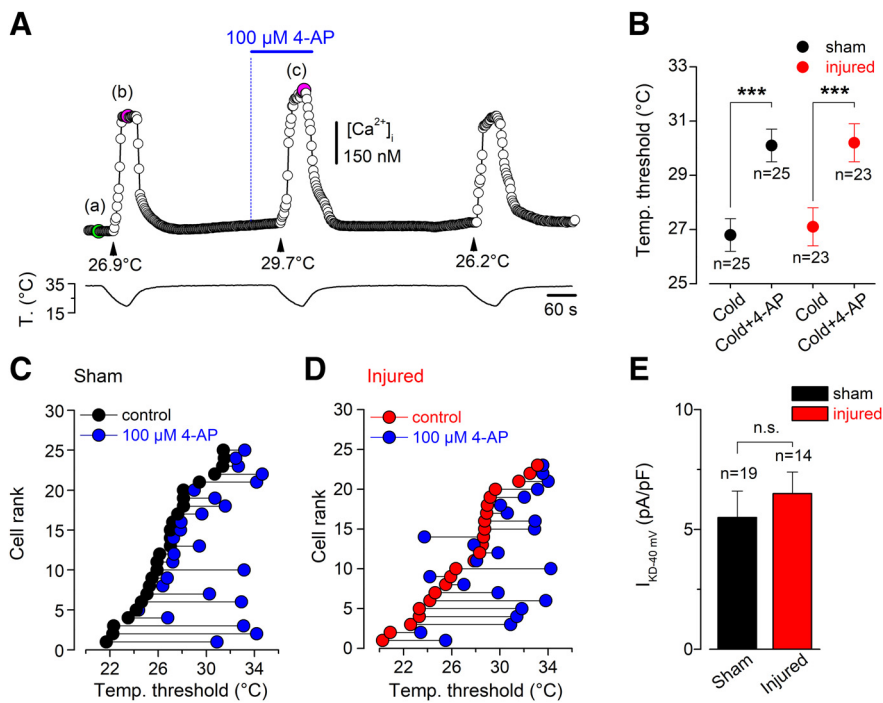 A
100 µM 4-AP
(b)
(c)
(a)
[Ca2+]i
150 nM
26.9°C
29.7°C
26.2°C
T. (°C)
35
15
60 s
B
sham
injured
Temp. threshold (°C)
33
31
29
27
25
***
***
n=25
n=23
n=25
n=23
Cold
Cold+4-AP
Cold
Cold+4-AP
C
Sham
control
100 µM 4-AP
Cell rank
30
25
20
15
10
5
0
22
26
30
34
Temp. threshold (°C)
D
Injured
control
100 µM 4-AP
Cell rank
30
25
20
15
10
5
0
22
26
30
34
Temp. threshold (°C)
E
sham
injured
IKD-40 mV (pA/pF)
10
5
0
n.s.
n=19
n=14
Sham
Injured